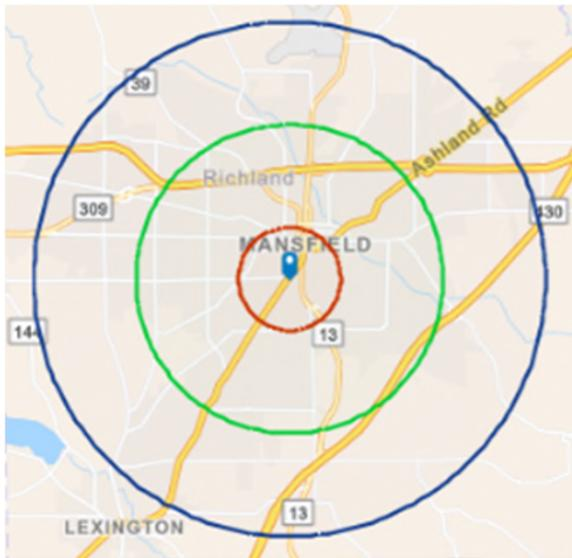 39
Ashland Rd
Richland
309
430
MANSFIELD
144
13
13
LEXINGTON